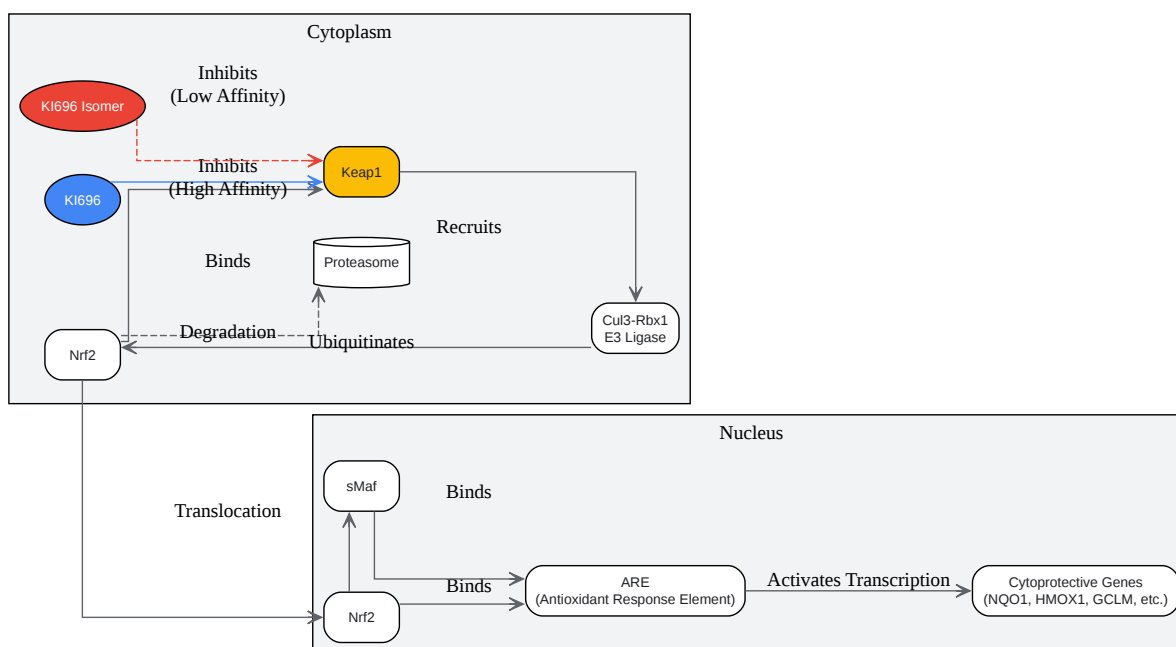 Cytoplasm
Inhibits
(Low Affinity)
KI696 Isomer
Inhibits
(High Affinity)
Keap1
KI696
Recruits
Binds
Proteasome
Degradation
Ubiquitinates
Cul3-Rbx1
E3 Ligase
Nrf2
Nucleus
sMaf
Binds
Translocation
Binds
ARE
(Antioxidant Response Element)
Activates Transcription
Cytoprotective Genes
(NQO1, HMOX1, GCLM, etc.)
Nrf2